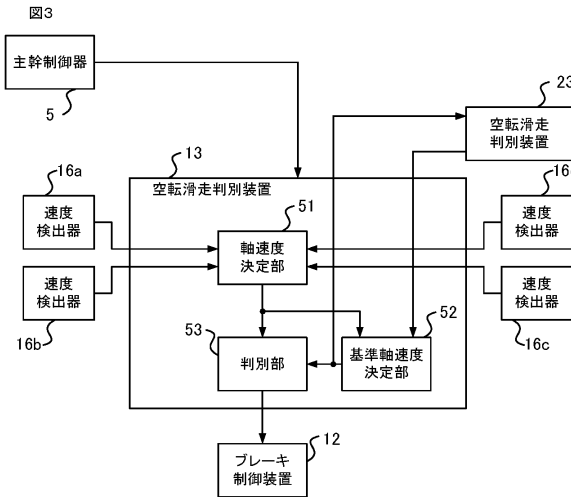 図3
主幹制御器
5
23
空転滑走
判別装置
13
空転滑走判別装置
16a
速度
検出器
51
軸速度
決定部
速度
検出器
速度
検出器
16b
53
判別部
52
基準軸速度
決定部
速度
検出器
16c
12
ブレーキ
制御装置